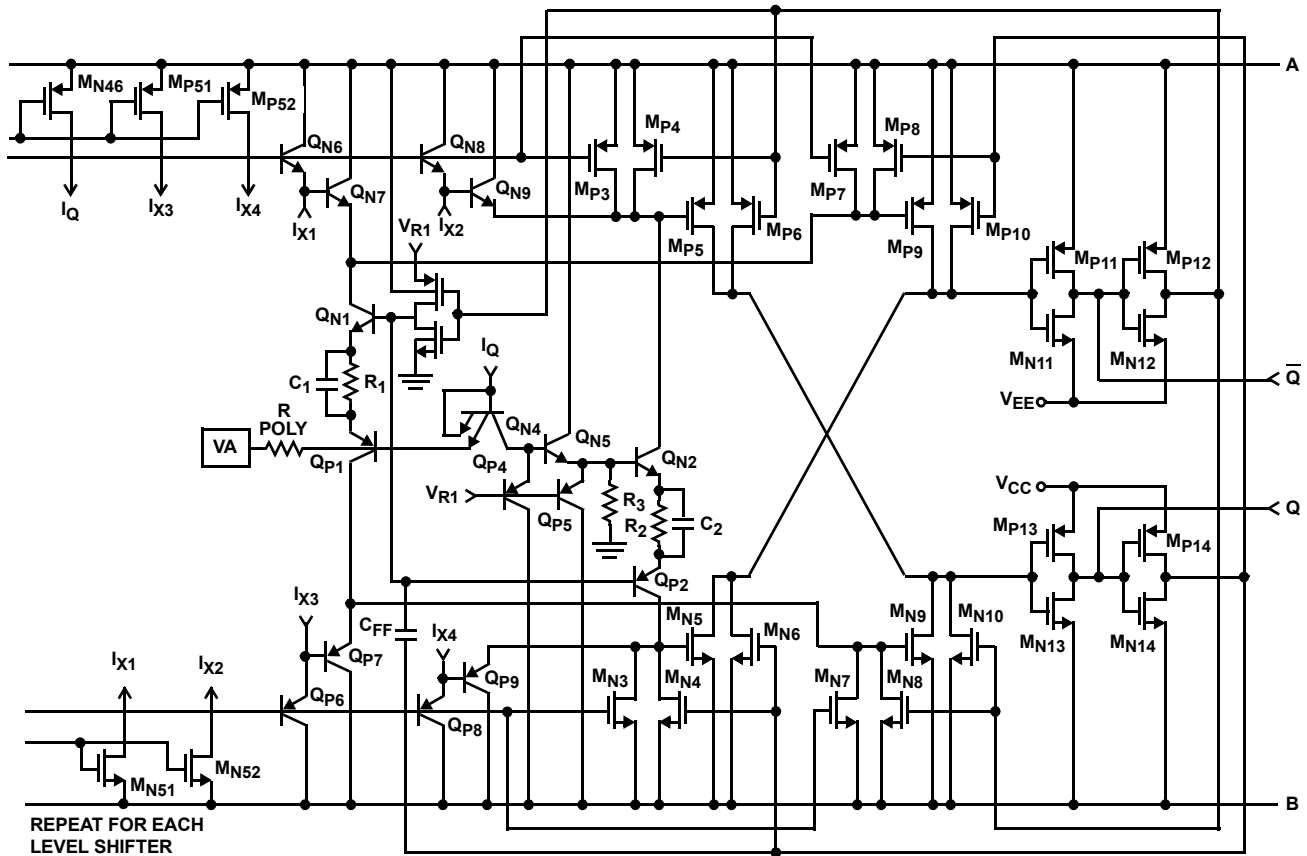 A
MN46
MP51
MP52
QN6
QN8
MP4
MP8
QN7
QN9
MP3
MP7
IQ
IX3
IX4
IX1
VR1
IX2
MP5
MP6
MP9
MP10
MP11
MP12
QN1
MN11
MN12
Q̅
C1
R1
IQ
VEE
R
POLY
VA
QN4
QN5
QN2
QP1
QP4
VCC
VR1
R3
R2
C2
Q
QP5
MP13
MP14
QP2
IX3
CFF
IX4
MN5
MN6
MN9
MN10
MN13
MN14
QP7
IX1
IX2
QP9
MN3
MN4
MN7
MN8
QP6
QP8
MN51
MN52
B
REPEAT FOR EACH
LEVEL SHIFTER